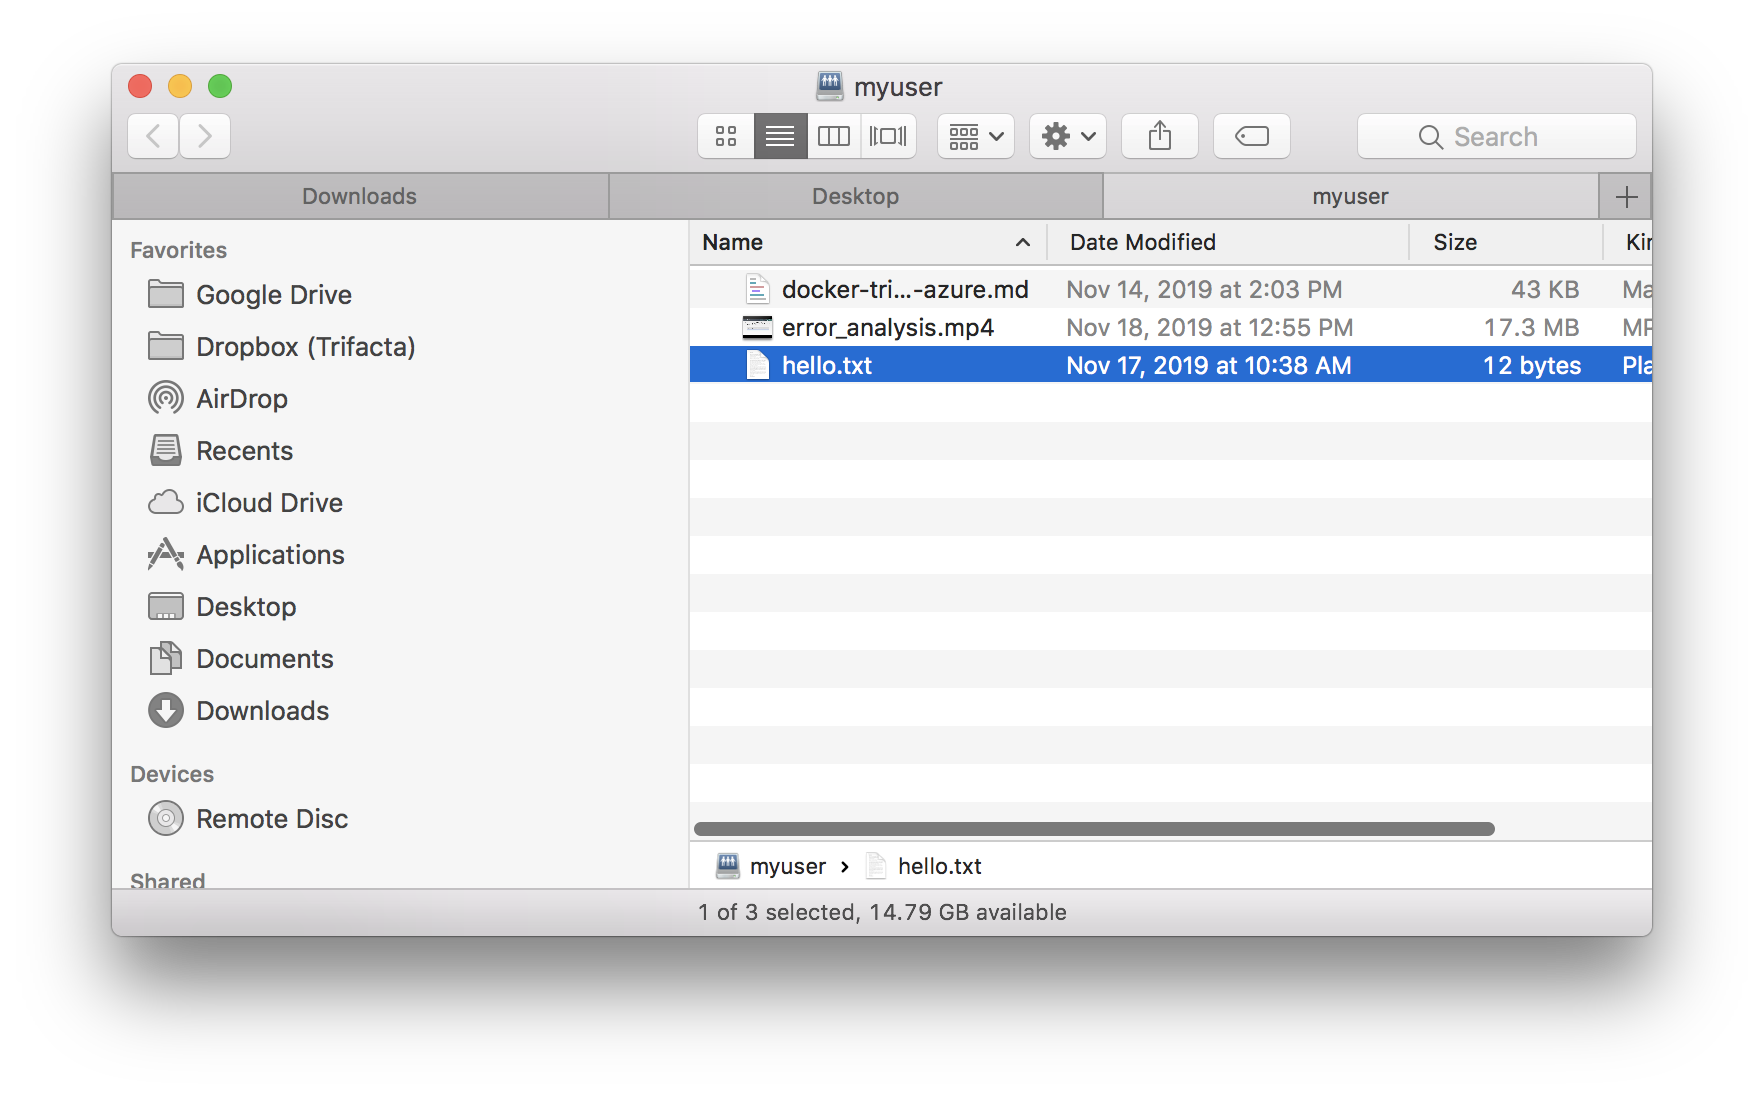 myuser
Search
Downloads Desktop myuser
Favorites
Google Drive
Dropbox (Trifacta)
AirDrop
Recents
iCloud Drive
Applications
Desktop
Documents
Downloads
Devices
Remote Disc
Shared
Name Date Modified Size Kin
docker-tri...-azure.md Nov 14, 2019 at 2:03 PM 43 KB Ma
error_analysis.mp4 Nov 18, 2019 at 12:55 PM 17.3 MB MP
hello.txt Nov 17, 2019 at 10:38 AM 12 bytes Pla
myuser › hello.txt
1 of 3 selected, 14.79 GB available